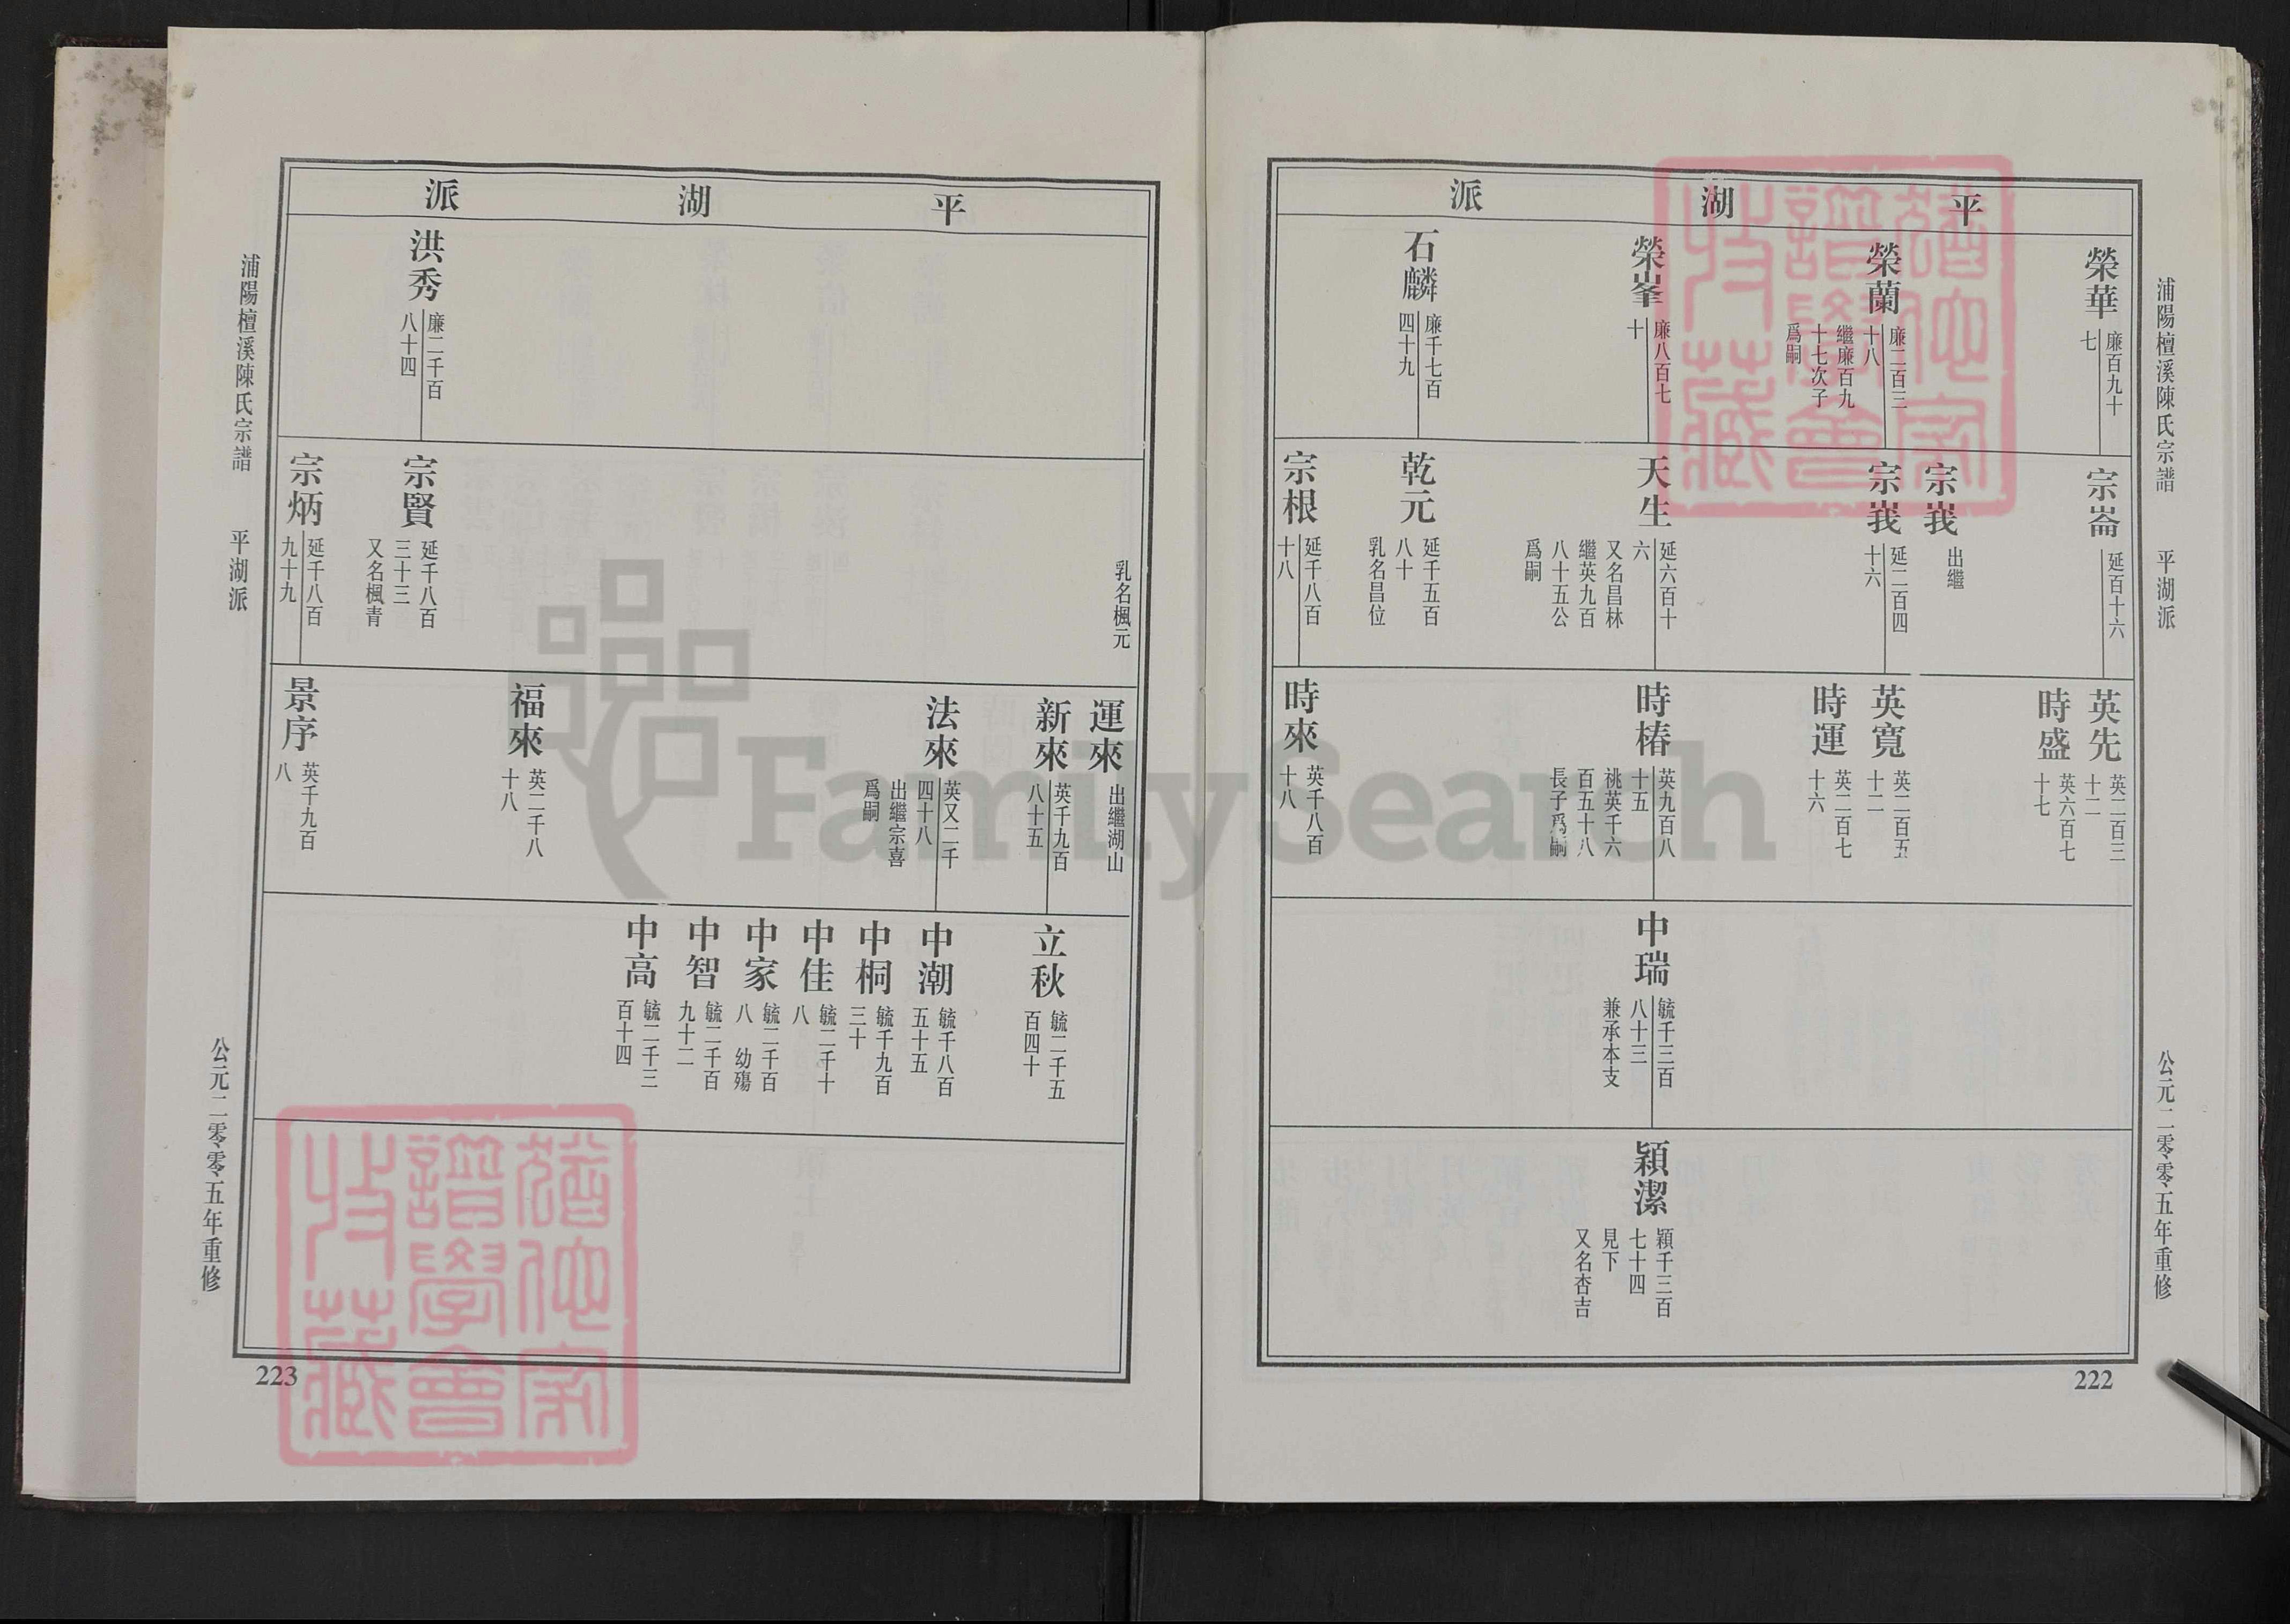 浦陽檀溪陳氏宗譜 平湖派 公元二零零五年重修
平湖派
榮華 廉百九十七
榮蘭 廉二百三十八 繼廉百九十七次子爲嗣
榮峯 廉八百七十
石麟 廉千七百四十九
宗崙 延百十六
宗峩 出繼
宗峩 延二百四十六
天生 延六百十六 又名昌林 繼英九百八十五公爲嗣
乾元 延千五百八十 乳名昌位
宗根 延千八百十八
英先 英二百三十二
時盛 英六百七十七
英寬 英二百五十二
時運 英二百七十六
時椿 英九百八十五 祧英千六百五十八長子爲嗣
時來 英千八百十八
中瑞 毓千三百八十三 兼承本支
穎潔 穎千三百七十四 見下 又名杏吉
222
平湖派
洪秀 廉二千百八十四
乳名楓元
宗賢 延千八百三十三 又名楓青
宗炳 延千八百九十九
運來 出繼湖山
新來 英千九百八十五
法來 英又二千四十八 出繼宗喜爲嗣
福來 英二千八十八
景序 英千九百八
立秋 毓二千五百四十
中潮 毓千八百五十五
中桐 毓千九百三十
中佳 毓二千十八
中家 毓二千百八 幼殤
中智 毓二千百九十二
中高 毓二千三百十四
浦陽檀溪陳氏宗譜 平湖派 公元二零零五年重修
223
FamilySearch